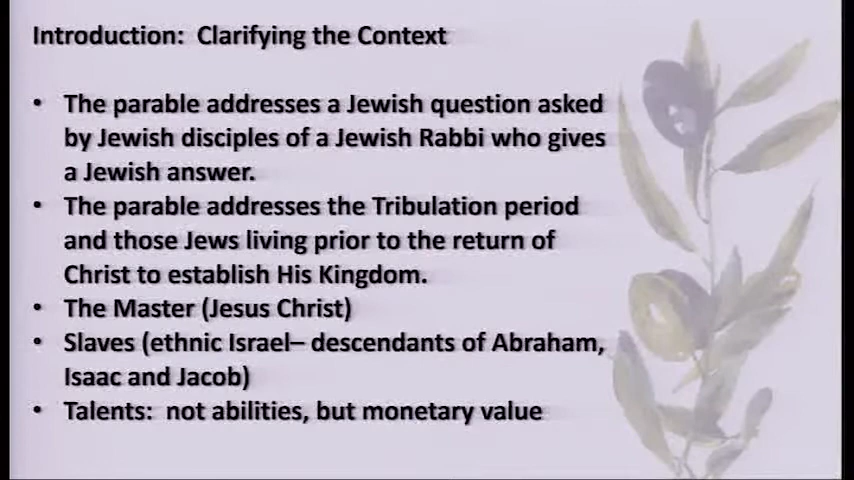 Introduction:  Clarifying the Context
• The parable addresses a Jewish question asked
by Jewish disciples of a Jewish Rabbi who gives
a Jewish answer.
• The parable addresses the Tribulation period
and those Jews living prior to the return of
Christ to establish His Kingdom.
• The Master (Jesus Christ)
• Slaves (ethnic Israel– descendants of Abraham,
Isaac and Jacob)
• Talents:  not abilities, but monetary value